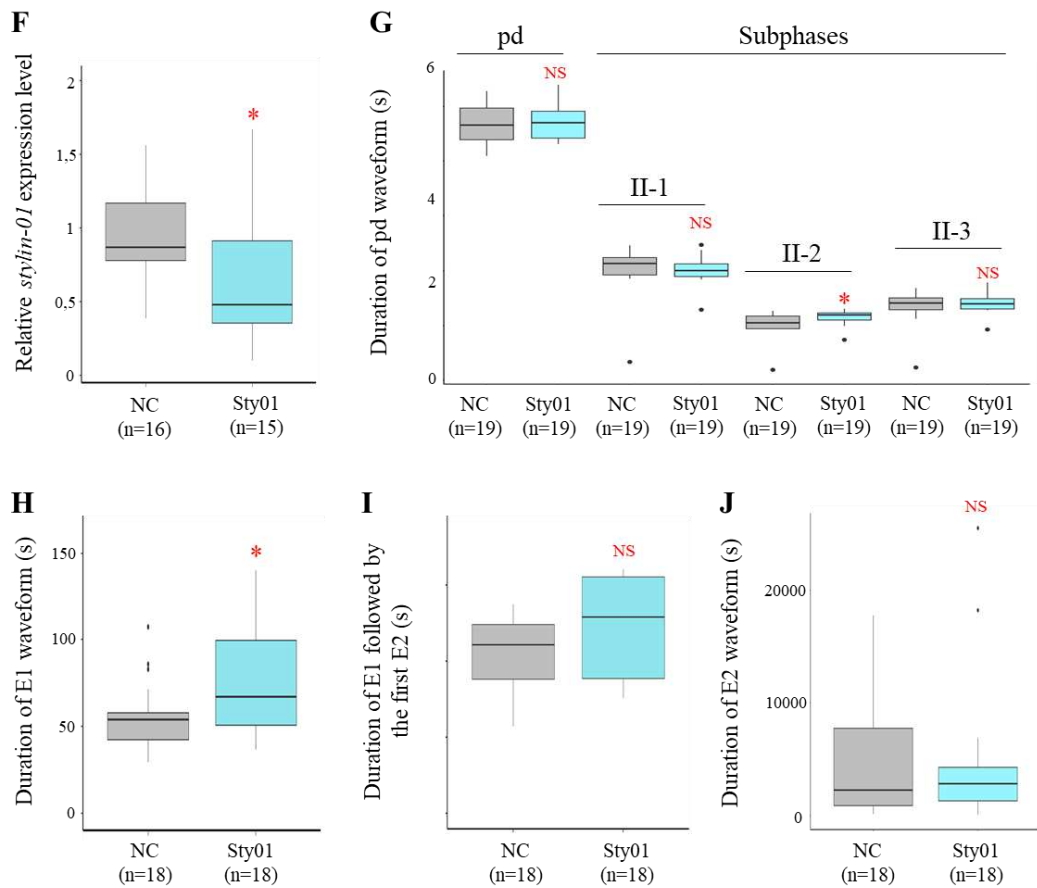 F
Relative stylin-01 expression level
2
1,5
1
0,5
0
*
NC
(n=16)
Sty01
(n=15)
G
pd
Subphases
Duration of pd waveform (s)
6
4
2
0
NS
II-1
NS
II-2
*
II-3
NS
NC
(n=19)
Sty01
(n=19)
NC
(n=19)
Sty01
(n=19)
NC
(n=19)
Sty01
(n=19)
NC
(n=19)
Sty01
(n=19)
H
Duration of E1 waveform (s)
150
100
50
0
*
NC
(n=18)
Sty01
(n=18)
I
Duration of E1 followed by
the first E2 (s)
NS
NC
(n=18)
Sty01
(n=18)
J
Duration of E2 waveform (s)
20000
10000
0
NS
NC
(n=18)
Sty01
(n=18)